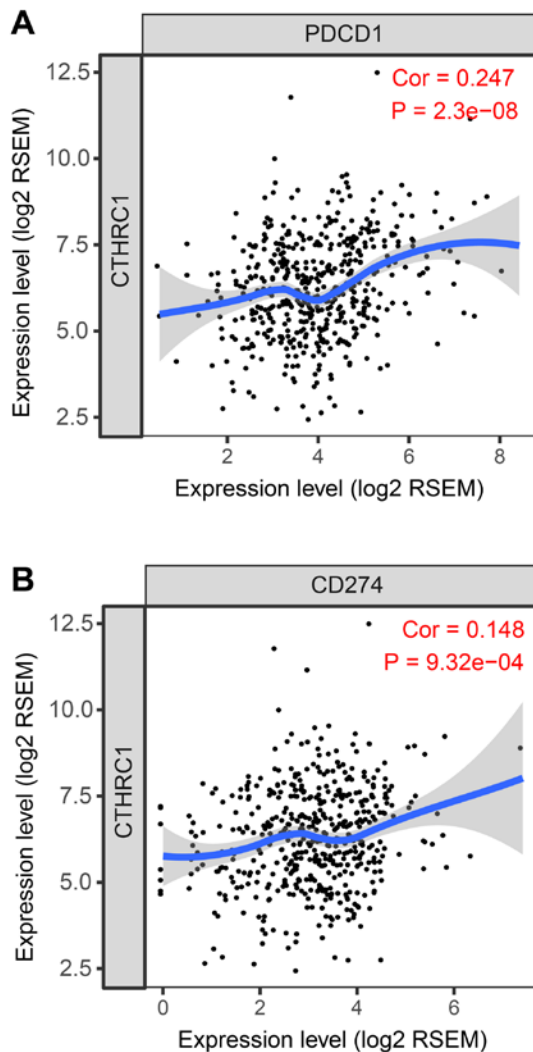 A
PDCD1
Cor = 0.247
P = 2.3e-08
Expression level (log2 RSEM)
CTHRC1
12.5
10.0
7.5
5.0
2.5
2 4 6 8
Expression level (log2 RSEM)
B
CD274
Cor = 0.148
P = 9.32e-04
Expression level (log2 RSEM)
CTHRC1
12.5
10.0
7.5
5.0
2.5
0 2 4 6
Expression level (log2 RSEM)